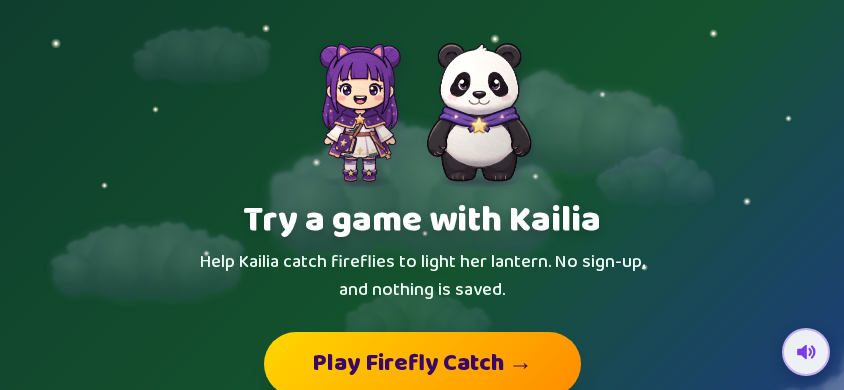 Try a game with Kailia
Help Kailia catch fireflies to light her lantern. No sign-up,
and nothing is saved.
Play Firefly Catch →